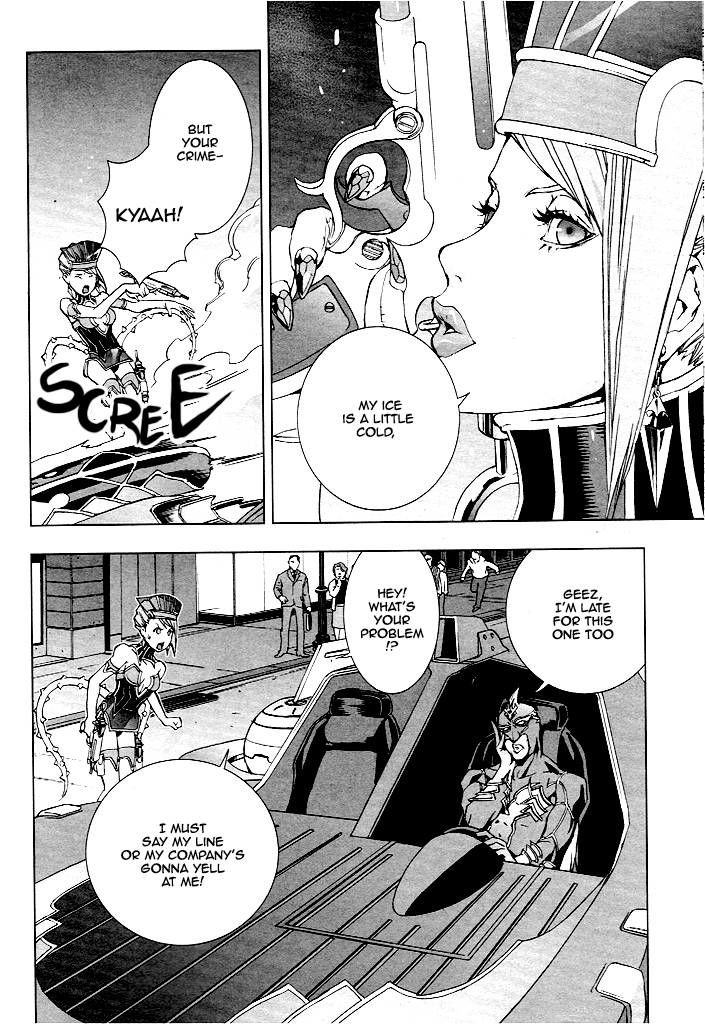 MY ICE
IS A LITTLE
COLD,
BUT
YOUR
CRIME-
KYAAH!
SCREE
GEEZ,
I'M LATE
FOR THIS
ONE TOO
HEY!
WHAT'S
YOUR
PROBLEM
!?
I MUST
SAY MY LINE
OR MY COMPANY'S
GONNA YELL
AT ME!